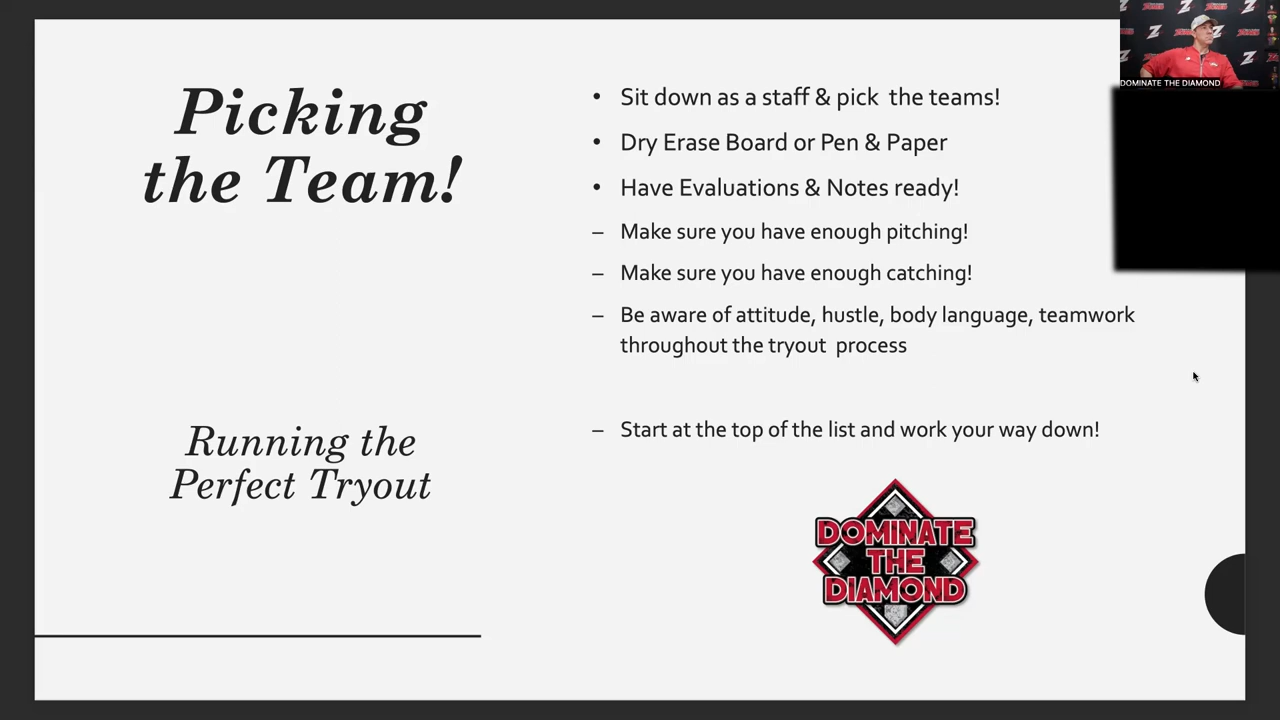 Picking
the Team!
Running the
Perfect Tryout
• Sit down as a staff & pick the teams!
• Dry Erase Board or Pen & Paper
• Have Evaluations & Notes ready!
– Make sure you have enough pitching!
– Make sure you have enough catching!
– Be aware of attitude, hustle, body language, teamwork
throughout the tryout process
– Start at the top of the list and work your way down!
DOMINATE
THE
DIAMOND
DOMINATE THE DIAMOND